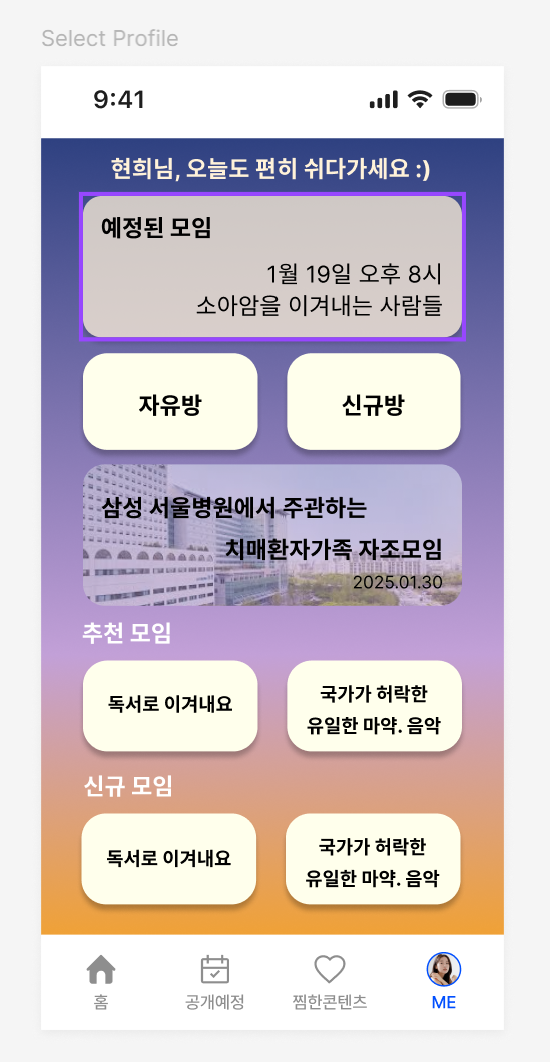 Select Profile
9:41
현희님, 오늘도 편히 쉬다가세요 :)
예정된 모임
1월 19일 오후 8시
소아암을 이겨내는 사람들
자유방
신규방
삼성 서울병원에서 주관하는
치매환자가족 자조모임
2025.01.30
추천 모임
독서로 이겨내요
국가가 허락한
유일한 마약. 음악
신규 모임
독서로 이겨내요
국가가 허락한
유일한 마약. 음악
홈
공개예정
찜한콘텐츠
ME